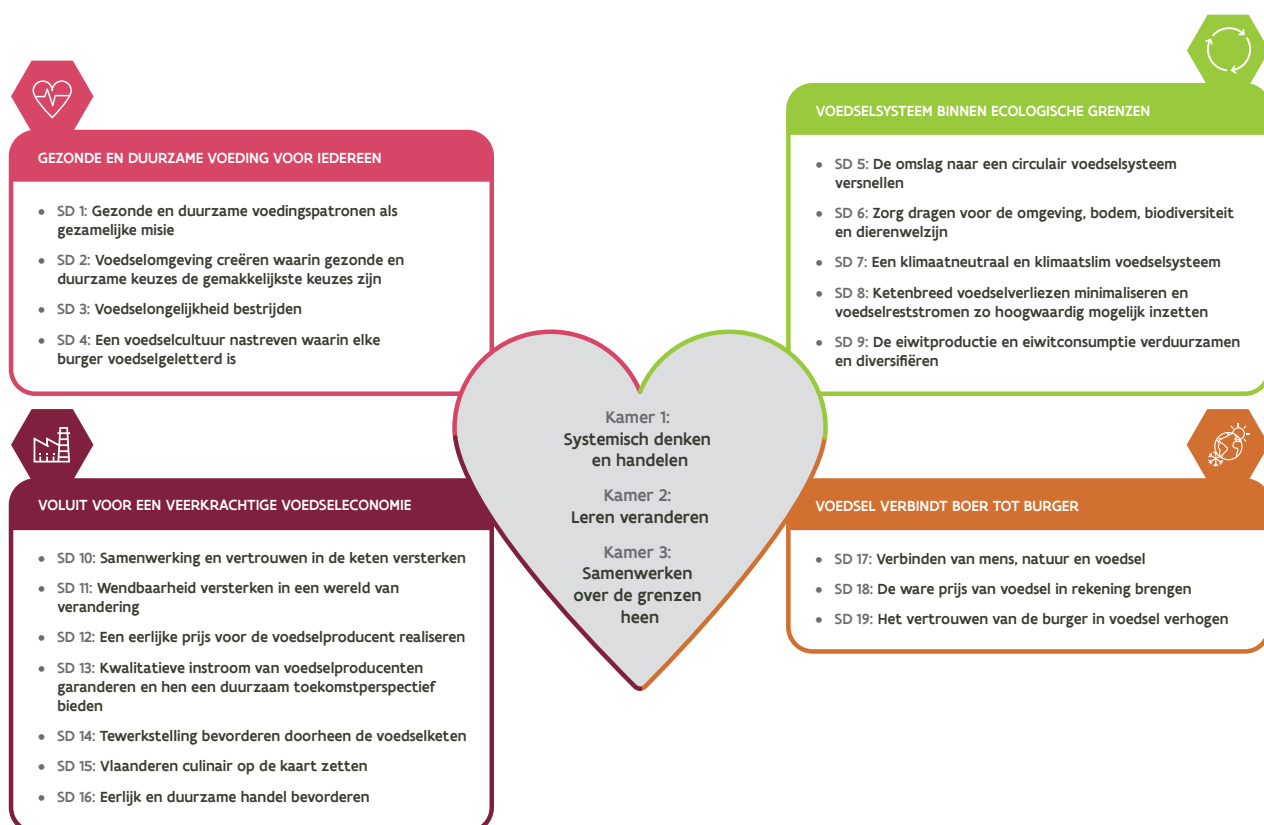 GEZONDE EN DUURZAME VOEDING VOOR IEDEREEN
• SD 1: Gezonde en duurzame voedingspatronen als
gezamelijke misie
• SD 2: Voedselomgeving creëren waarin gezonde en
duurzame keuzes de gemakkelijkste keuzes zijn
• SD 3: Voedselongelijkheid bestrijden
• SD 4: Een voedselcultuur nastreven waarin elke
burger voedselgeletterd is
VOEDSELSYSTEEM BINNEN ECOLOGISCHE GRENZEN
• SD 5: De omslag naar een circulair voedselsysteem
versnellen
• SD 6: Zorg dragen voor de omgeving, bodem, biodiversiteit
en dierenwelzijn
• SD 7: Een klimaatneutraal en klimaatslim voedselsysteem
• SD 8: Ketenbreed voedselverliezen minimaliseren en
voedselreststromen zo hoogwaardig mogelijk inzetten
• SD 9: De eiwitproductie en eiwitconsumptie verduurzamen
en diversifiëren
Kamer 1:
Systemisch denken
en handelen
Kamer 2:
Leren veranderen
Kamer 3:
Samenwerken
over de grenzen
heen
VOLUIT VOOR EEN VEERKRACHTIGE VOEDSELECONOMIE
• SD 10: Samenwerking en vertrouwen in de keten versterken
• SD 11: Wendbaarheid versterken in een wereld van
verandering
• SD 12: Een eerlijke prijs voor de voedselproducent realiseren
• SD 13: Kwalitatieve instroom van voedselproducenten
garanderen en hen een duurzaam toekomstperspectief
bieden
• SD 14: Tewerkstelling bevorderen doorheen de voedselketen
• SD 15: Vlaanderen culinair op de kaart zetten
• SD 16: Eerlijk en duurzame handel bevorderen
VOEDSEL VERBINDT BOER TOT BURGER
• SD 17: Verbinden van mens, natuur en voedsel
• SD 18: De ware prijs van voedsel in rekening brengen
• SD 19: Het vertrouwen van de burger in voedsel verhogen